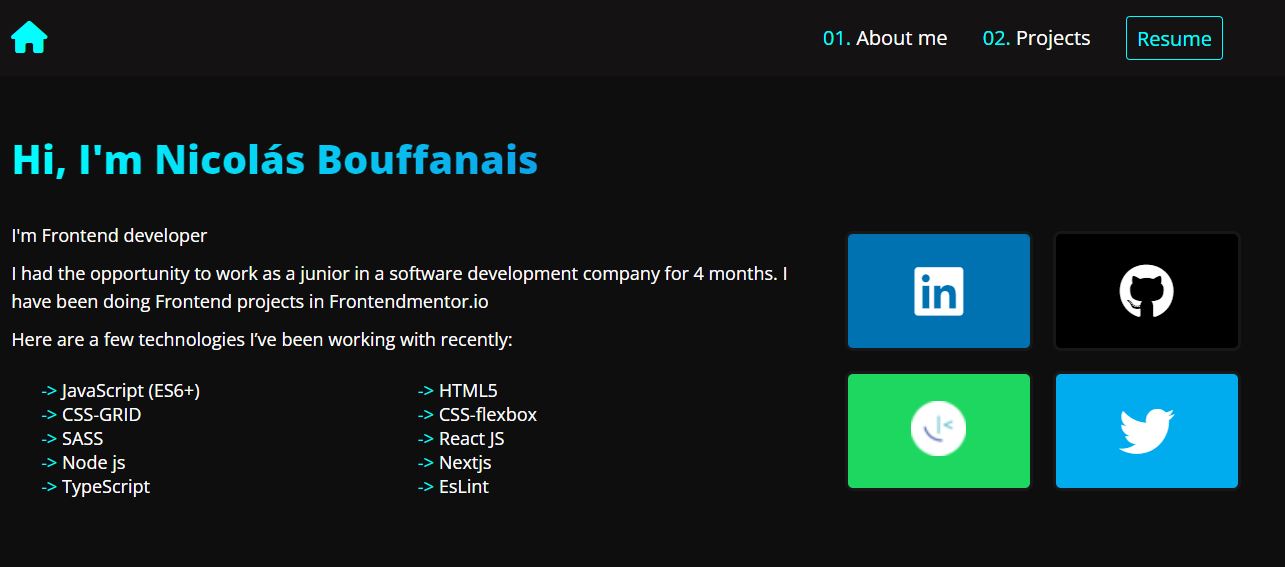 01. About me
02. Projects
Resume
Hi, I'm Nicolás Bouffanais
I'm Frontend developer
I had the opportunity to work as a junior in a software development company for 4 months. I
have been doing Frontend projects in Frontendmentor.io
Here are a few technologies I’ve been working with recently:
-> JavaScript (ES6+)
-> HTML5
-> CSS-GRID
-> CSS-flexbox
-> SASS
-> React JS
-> Node js
-> Nextjs
-> TypeScript
-> EsLint
in